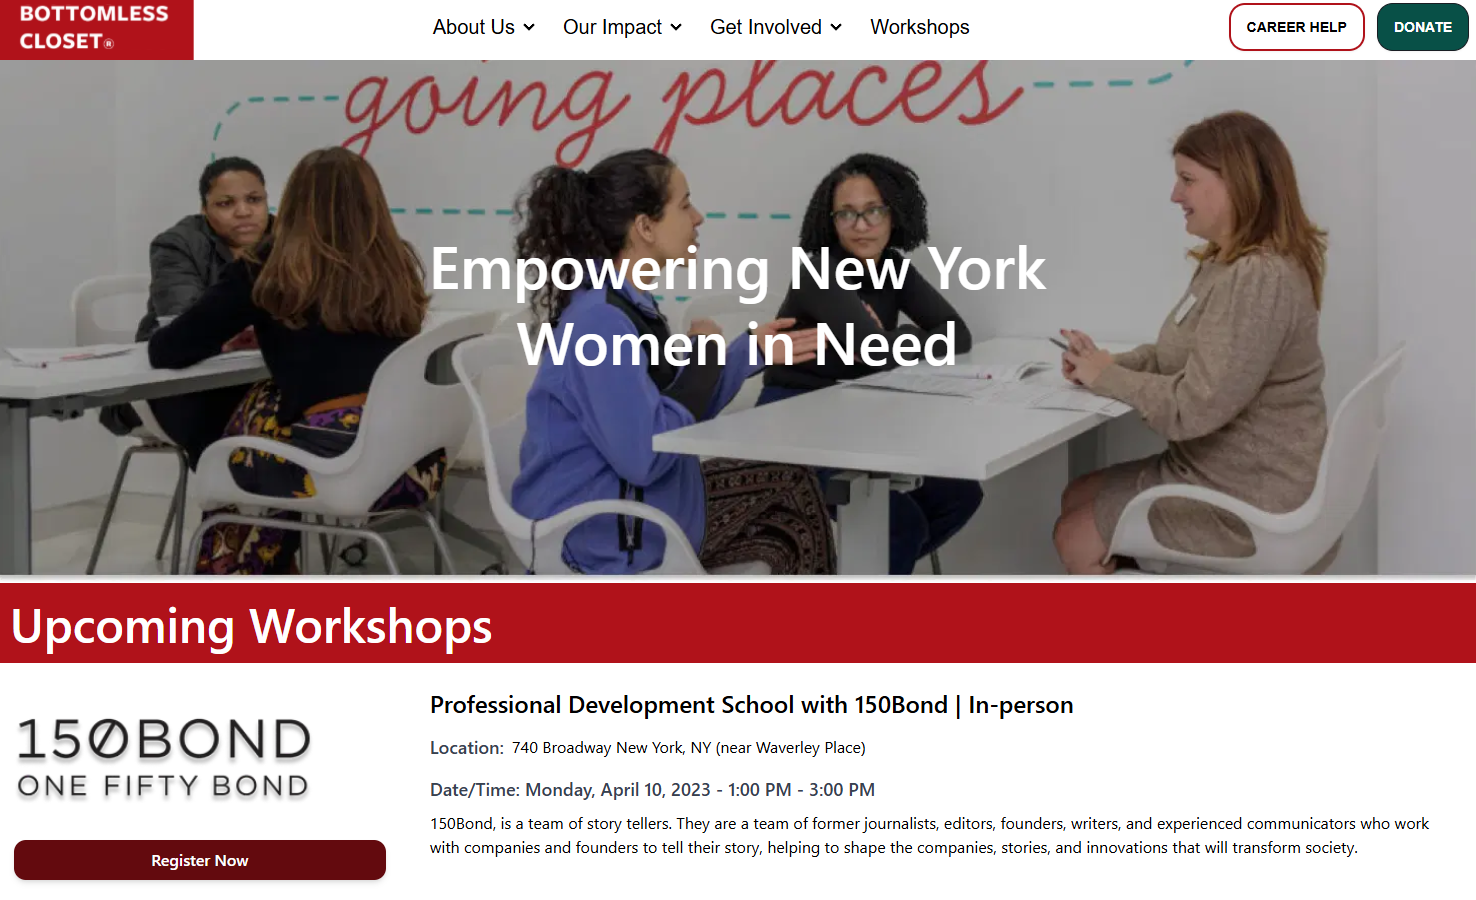 BOTTOMLESS
CLOSET®
About Us
Our Impact
Get Involved
Workshops
CAREER HELP
DONATE
going places
Empowering New York
Women in Need
Upcoming Workshops
150BOND
ONE FIFTY BOND
Register Now
Professional Development School with 150Bond | In-person
Location: 740 Broadway New York, NY (near Waverley Place)
Date/Time: Monday, April 10, 2023 - 1:00 PM - 3:00 PM
150Bond, is a team of story tellers. They are a team of former journalists, editors, founders, writers, and experienced communicators who work
with companies and founders to tell their story, helping to shape the companies, stories, and innovations that will transform society.